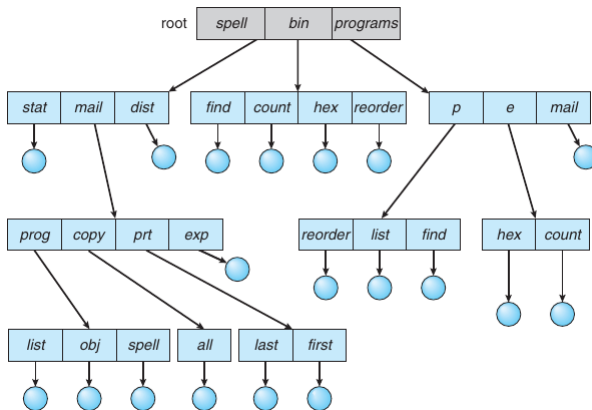 root spell bin programs
stat mail dist find count hex reorder p e mail
prog copy prt exp reorder list find hex count
list obj spell all last first